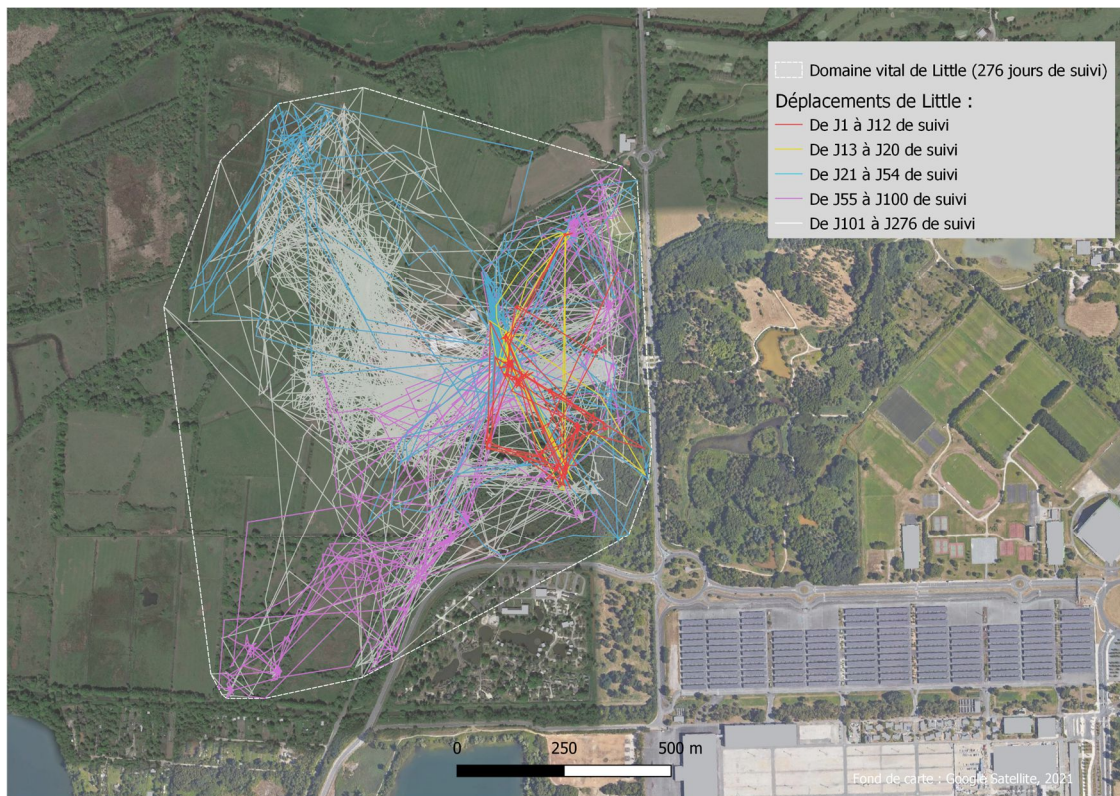 Domaine vital de Little (276 jours de suivi)
Déplacements de Little :
De J1 à J12 de suivi
De J13 à J20 de suivi
De J21 à J54 de suivi
De J55 à J100 de suivi
De J101 à J276 de suivi
0 250 500 m
Fond de carte : Google Satellite, 2021